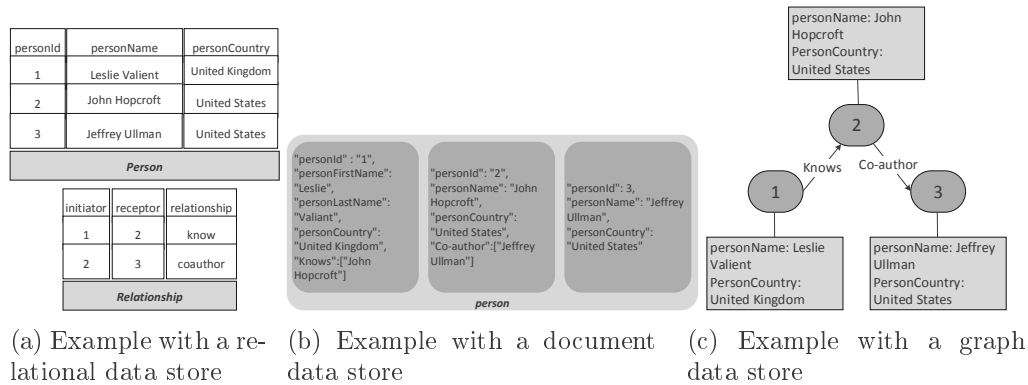 personId personName personCountry
1 Leslie Valient United Kingdom
2 John Hopcroft United States
3 Jeffrey Ullman United States
Person
initiator receptor relationship
1 2 know
2 3 coauthor
Relationship
(a) Example with a re-
lational data store
"personId" : "1",
"personFirstName":
"Leslie",
"personLastName":
"Valiant",
"personCountry":
"United Kingdom",
"Knows":["John
Hopcroft"]
"personId": "2",
"personName": "John
Hopcroft",
"personCountry":
"United States",
"Co-author":["Jeffrey
Ullman"]
"personId": 3,
"personName": "Jeffrey
Ullman",
"personCountry":
"United States"
person
(b) Example with a document
data store
personName: John
Hopcroft
PersonCountry:
United States
2
Knows
Co-author
1
3
personName: Leslie
Valient
PersonCountry:
United Kingdom
personName: Jeffrey
Ullman
PersonCountry:
United States
(c) Example with a graph
data store